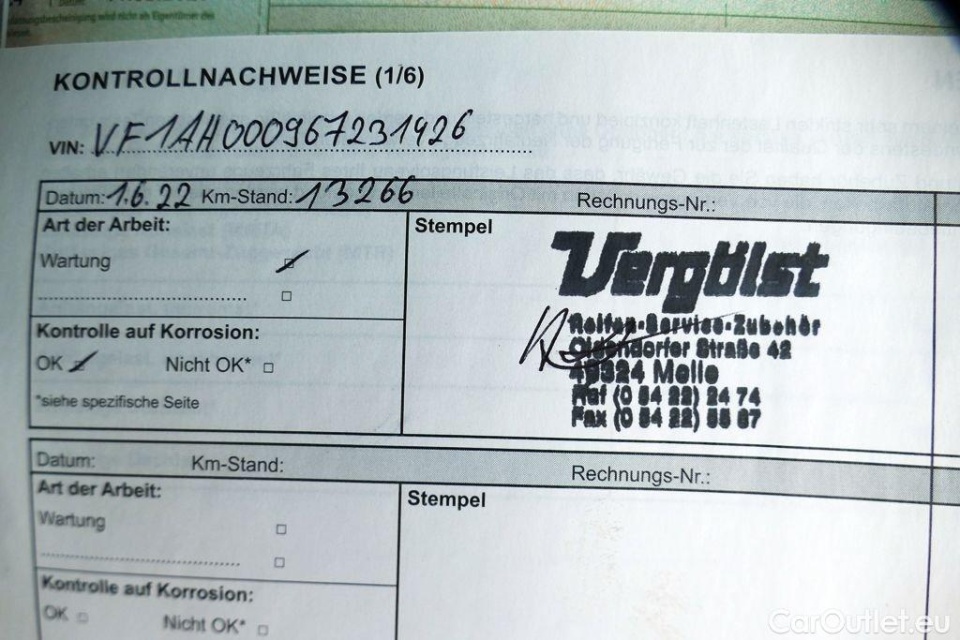 KONTROLLNACHWEISE (1/6)
VIN: VF1AH000967231426
Datum: 1.6.22 Km-Stand: 13266 Rechnungs-Nr.:
Art der Arbeit:
Stempel
Wartung
Vergölst
Reifen-Service-Zubehör
Oldendorfer Straße 42
49324 Melle
Ruf (0 54 22) 24 74
Fax (0 54 22) 55 87
Kontrolle auf Korrosion:
OK Nicht OK*
*siehe spezifische Seite
Datum: Km-Stand: Rechnungs-Nr.:
Art der Arbeit:
Stempel
Wartung
Kontrolle auf Korrosion:
OK Nicht OK*
CarOutlet.eu